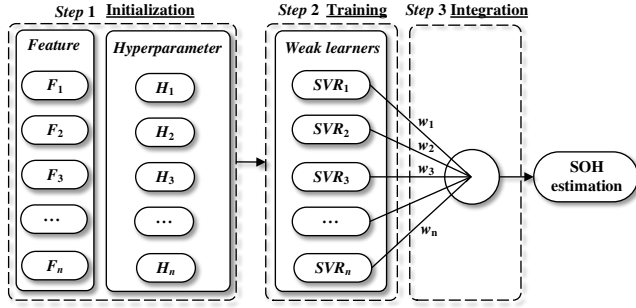 Step 1 Initialization
Step 2 Training
Step 3 Integration
Feature
F1
F2
F3
...
Fn
Hyperparameter
H1
H2
H3
...
Hn
Weak learners
SVR1
SVR2
SVR3
...
SVRn
w1
w2
w3
wn
SOH
estimation